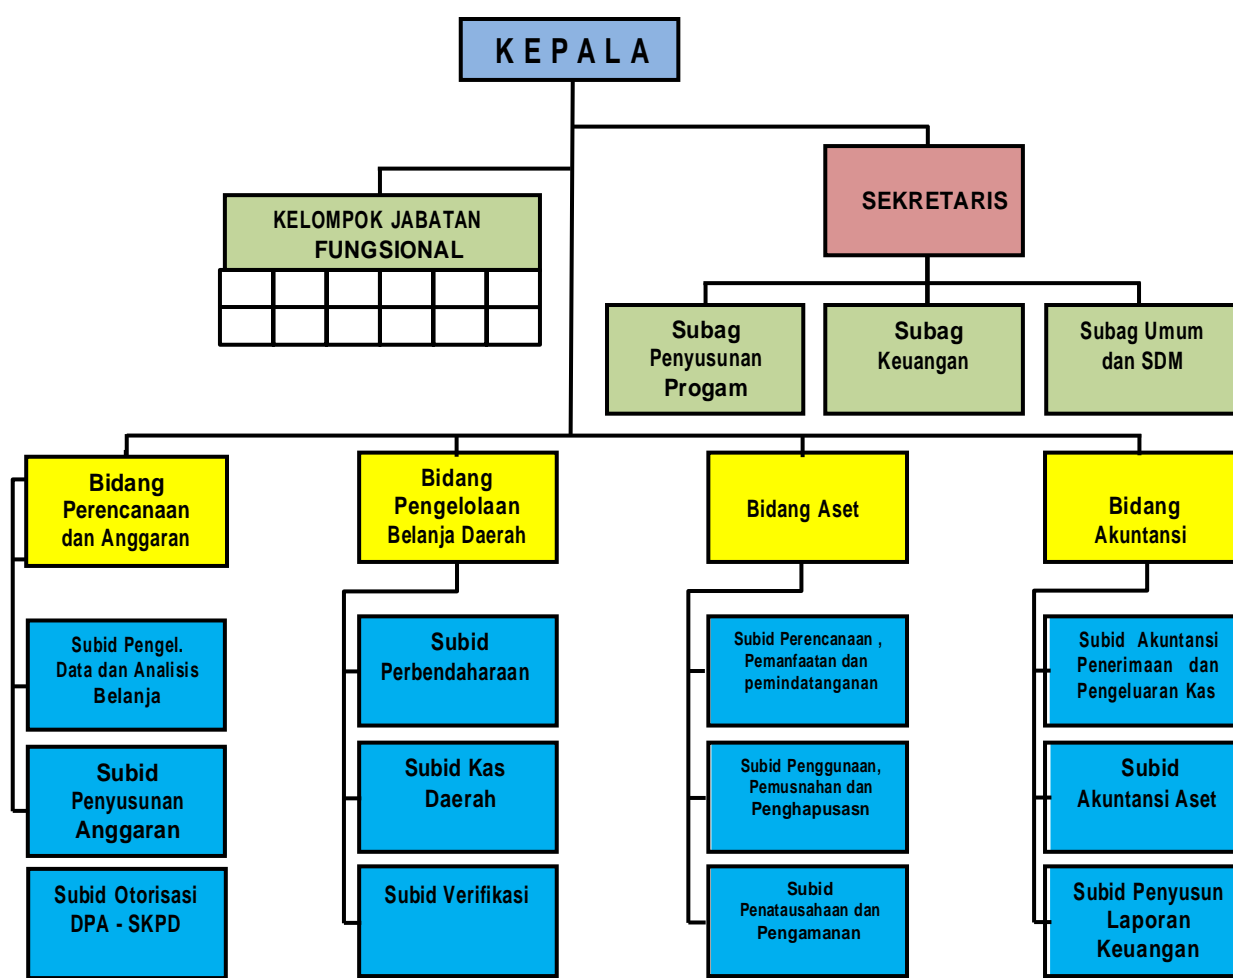 K E P A L A
SEKRETARIS
KELOMPOK JABATAN
FUNGSIONAL
Subag
Penyusunan
Progam
Subag
Keuangan
Subag Umum
dan SDM
Bidang
Perencanaan
dan Anggaran
Bidang
Pengelolaan
Belanja Daerah
Bidang Aset
Bidang
Akuntansi
Subid Pengel.
Data dan Analisis
Belanja
Subid
Perbendaharaan
Subid Perencanaan ,
Pemanfaatan dan
pemindatanganan
Subid Akuntansi
Penerimaan dan
Pengeluaran Kas
Subid
Penyusunan
Anggaran
Subid Kas
Daerah
Subid Penggunaan,
Pemusnahan dan
Penghapusasn
Subid
Akuntansi Aset
Subid Otorisasi
DPA - SKPD
Subid Verifikasi
Subid
Penatausahaan dan
Pengamanan
Subid Penyusun
Laporan
Keuangan